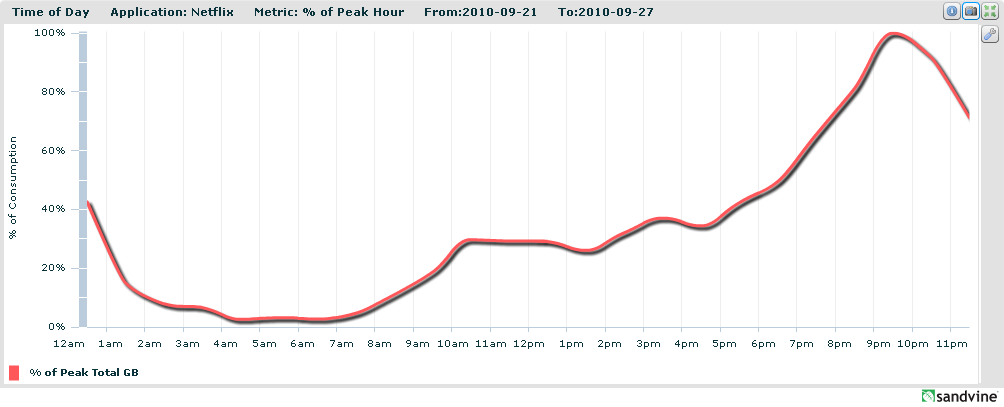 Time of Day Application: Netflix Metric: % of Peak Hour From:2010-09-21 To:2010-09-27
100%
80%
60%
40%
20%
0%
% of Consumption
12am 1am 2am 3am 4am 5am 6am 7am 8am 9am 10am 11am 12pm 1pm 2pm 3pm 4pm 5pm 6pm 7pm 8pm 9pm 10pm 11pm
% of Peak Total GB
sandvine